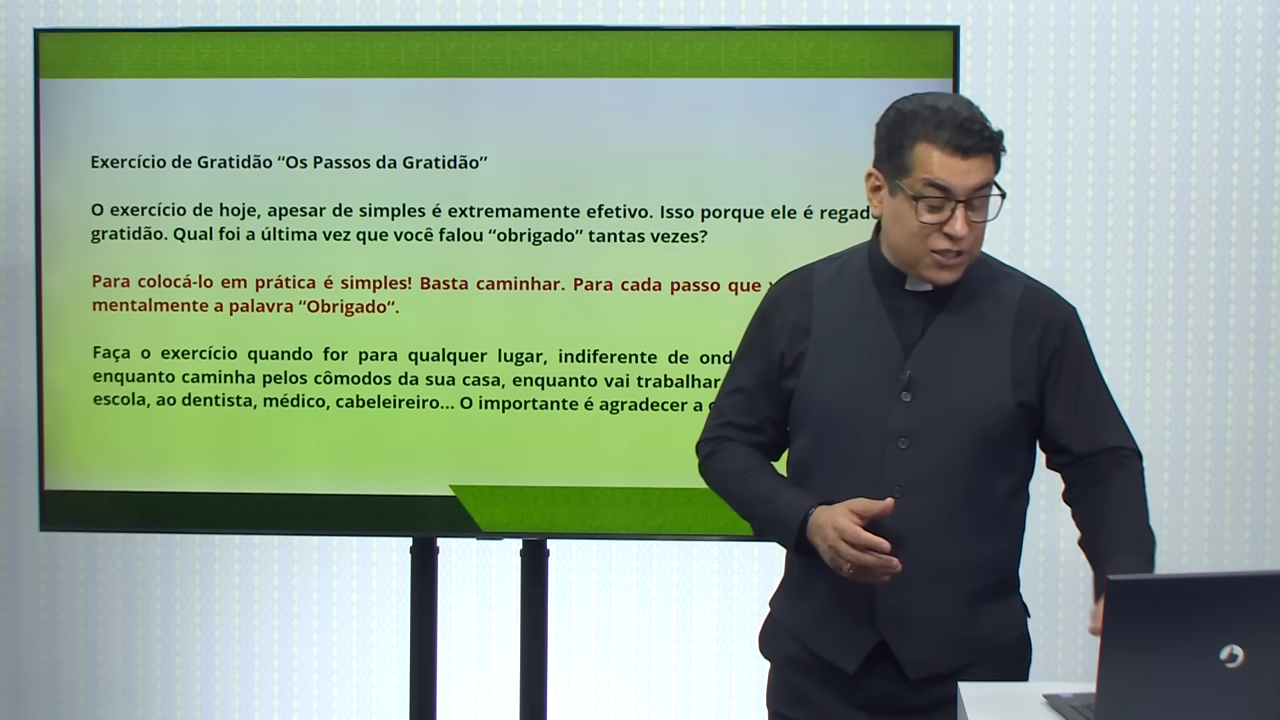 Exercício de Gratidão “Os Passos da Gratidão”
O exercício de hoje, apesar de simples é extremamente efetivo. Isso porque ele é
gratidão. Qual foi a última vez que você falou “obrigado” tantas vezes?
Para colocá-lo em prática é simples! Basta caminhar. Para cada passo que
mentalmente a palavra “Obrigado“.
Faça o exercício quando for para qualquer lugar, indiferente de
enquanto caminha pelos cômodos da sua casa, enquanto vai trabalhar
escola, ao dentista, médico, cabeleireiro... O importante é agradecer a